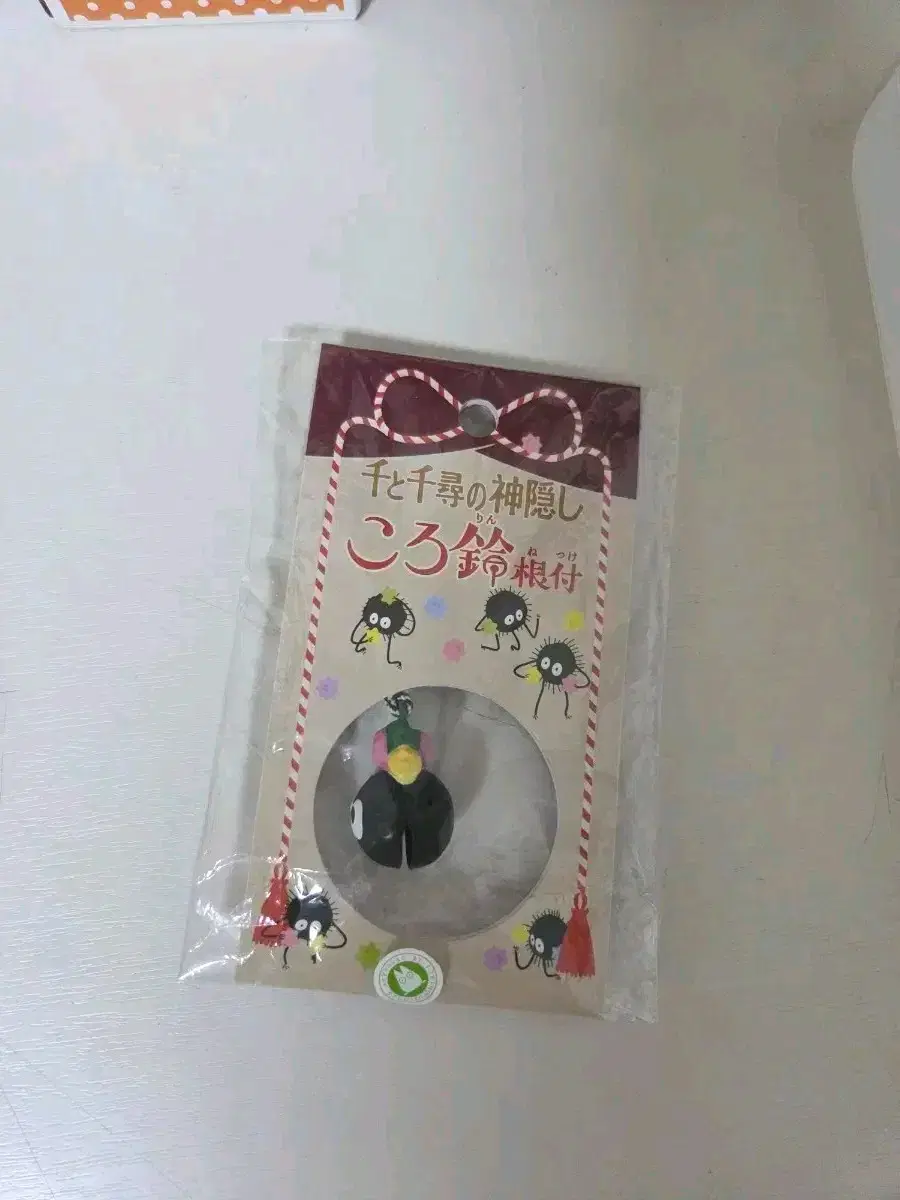 千と千尋の神隠し
ころ鈴根付
りん
ね つけ